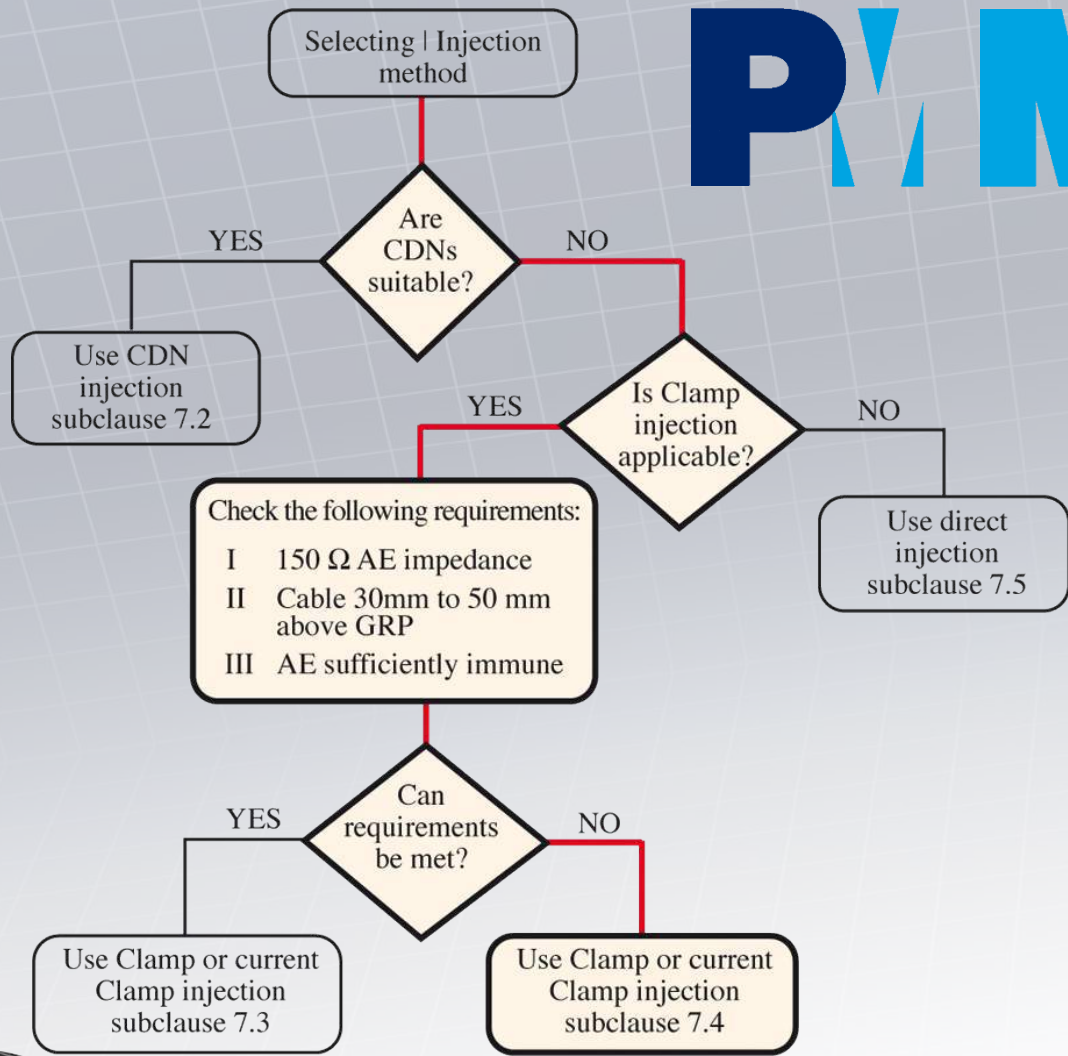 Selecting | Injection
method
PMM
Are
CDNs
suitable?
YES
NO
Use CDN
injection
subclause 7.2
Is Clamp
injection
applicable?
YES
NO
Check the following requirements:
I 150 Ω AE impedance
II Cable 30mm to 50 mm
above GRP
III AE sufficiently immune
Use direct
injection
subclause 7.5
Can
requirements
be met?
YES
NO
Use Clamp or current
Clamp injection
subclause 7.3
Use Clamp or current
Clamp injection
subclause 7.4